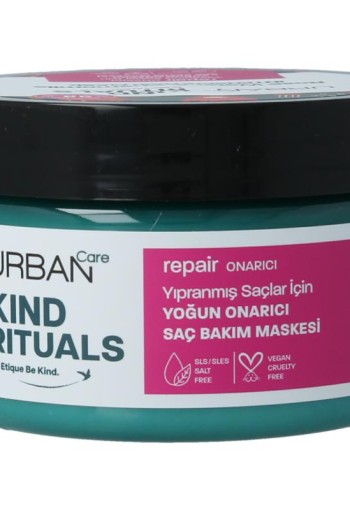 URBAN Care
KIND
RITUALS
Etique Be Kind.
repair ONARICI
Yıpranmış Saçlar İçin
YOĞUN ONARICI
SAÇ BAKIM MASKESİ
SLS/SLES
SALT
FREE
VEGAN
CRUELTY
FREE